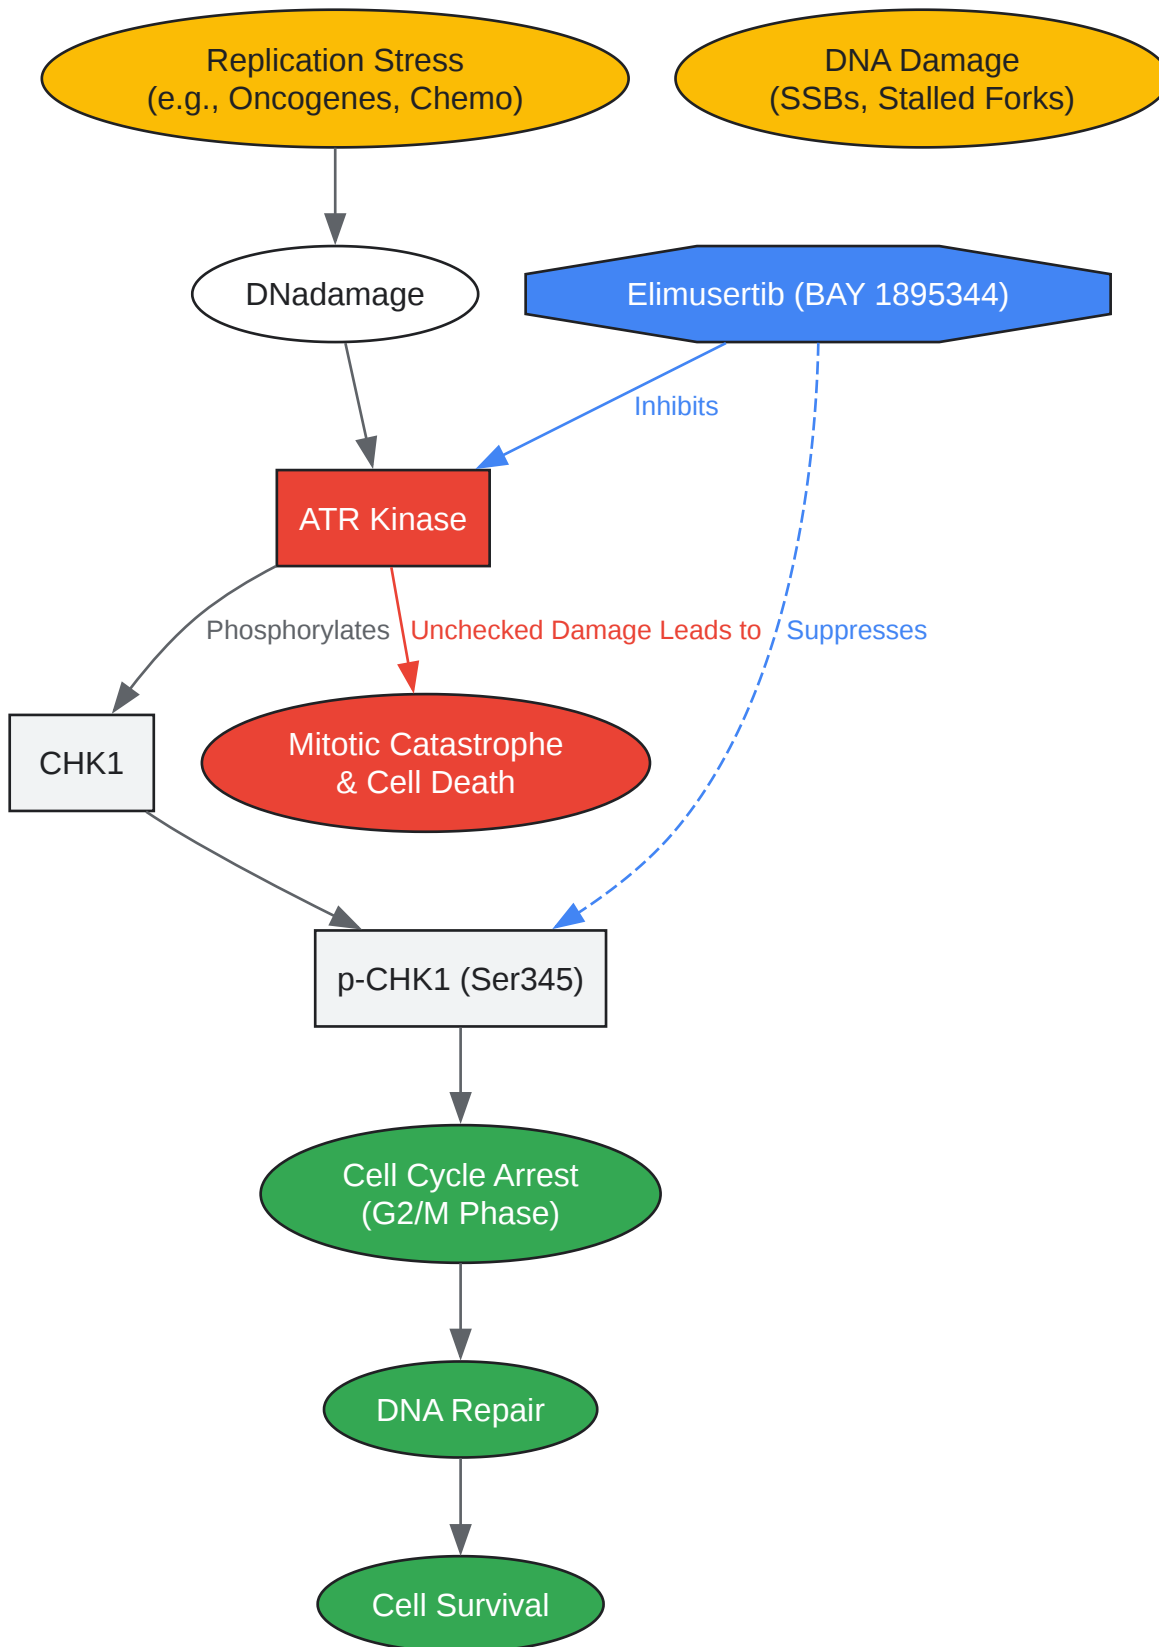 Replication Stress
(e.g., Oncogenes, Chemo)
DNA Damage
(SSBs, Stalled Forks)
DNadamage
Elimusertib (BAY 1895344)
Inhibits
ATR Kinase
Phosphorylates
Unchecked Damage Leads to
Suppresses
CHK1
Mitotic Catastrophe
& Cell Death
p-CHK1 (Ser345)
Cell Cycle Arrest
(G2/M Phase)
DNA Repair
Cell Survival